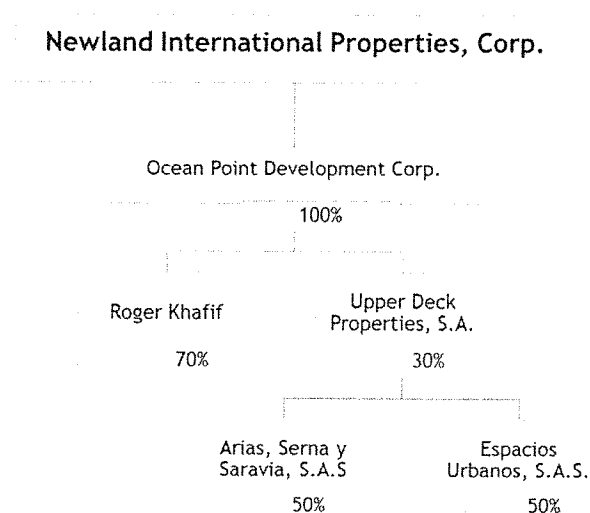 Newland International Properties, Corp.
Ocean Point Development Corp.
100%
Roger Khafif
70%
Upper Deck
Properties, S.A.
30%
Arias, Serna y
Saravia, S.A.S
50%
Espacios
Urbanos, S.A.S.
50%